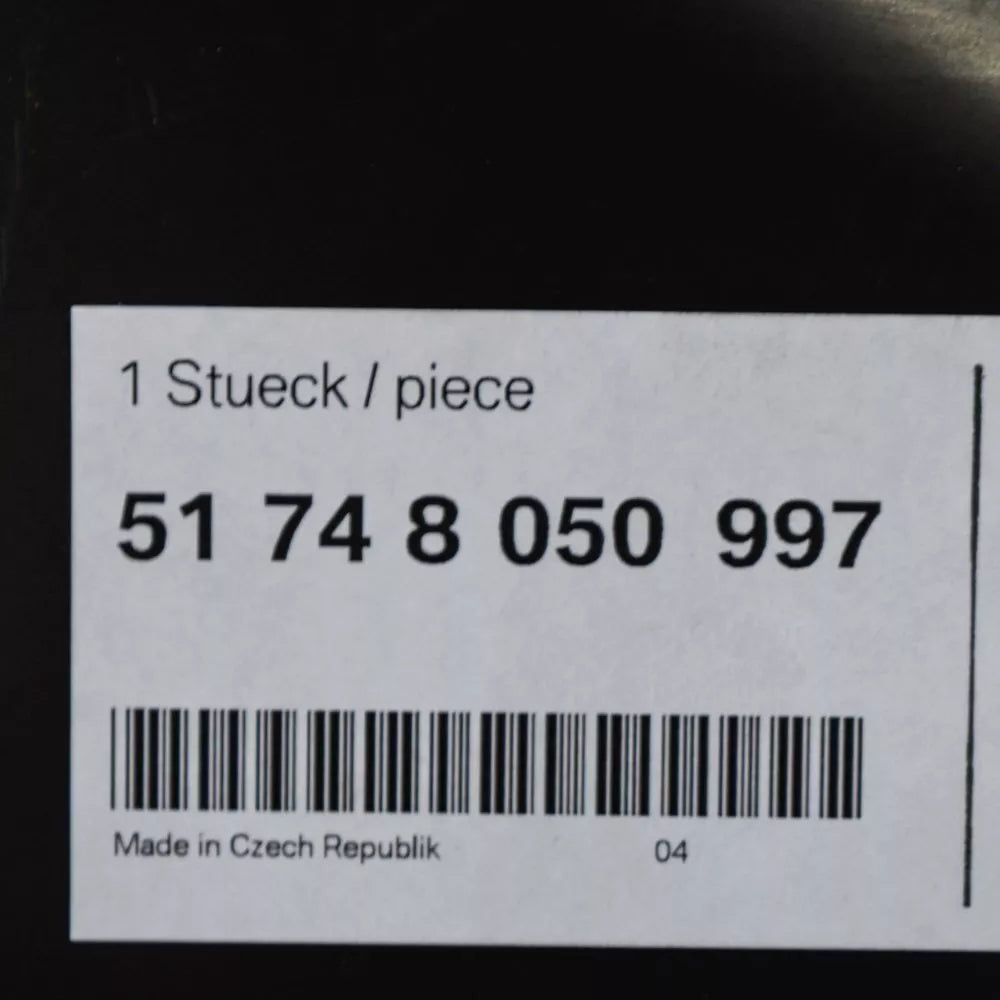 1 Stueck / piece
51 74 8 050 997
Made in Czech Republik 04